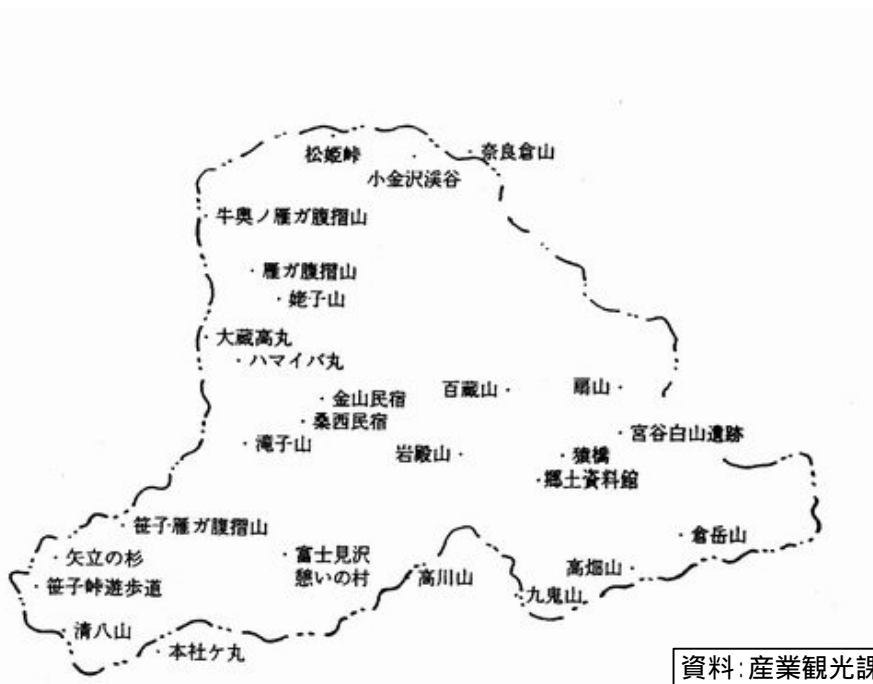 松姫峠
奈良倉山
小金沢渓谷
牛奥ノ雁ガ腹摺山
雁ガ腹摺山
姥子山
大蔵高丸
ハマイバ丸
金山民宿
百蔵山
扇山
桑西民宿
宮谷白山遺跡
滝子山
岩殿山
猿橋
郷土資料館
笹子雁ガ腹摺山
倉岳山
矢立の杉
富士見沢
憩いの村
高川山
高畑山
笹子峠遊歩道
九鬼山
清八山
本社ケ丸
資料:産業観光課